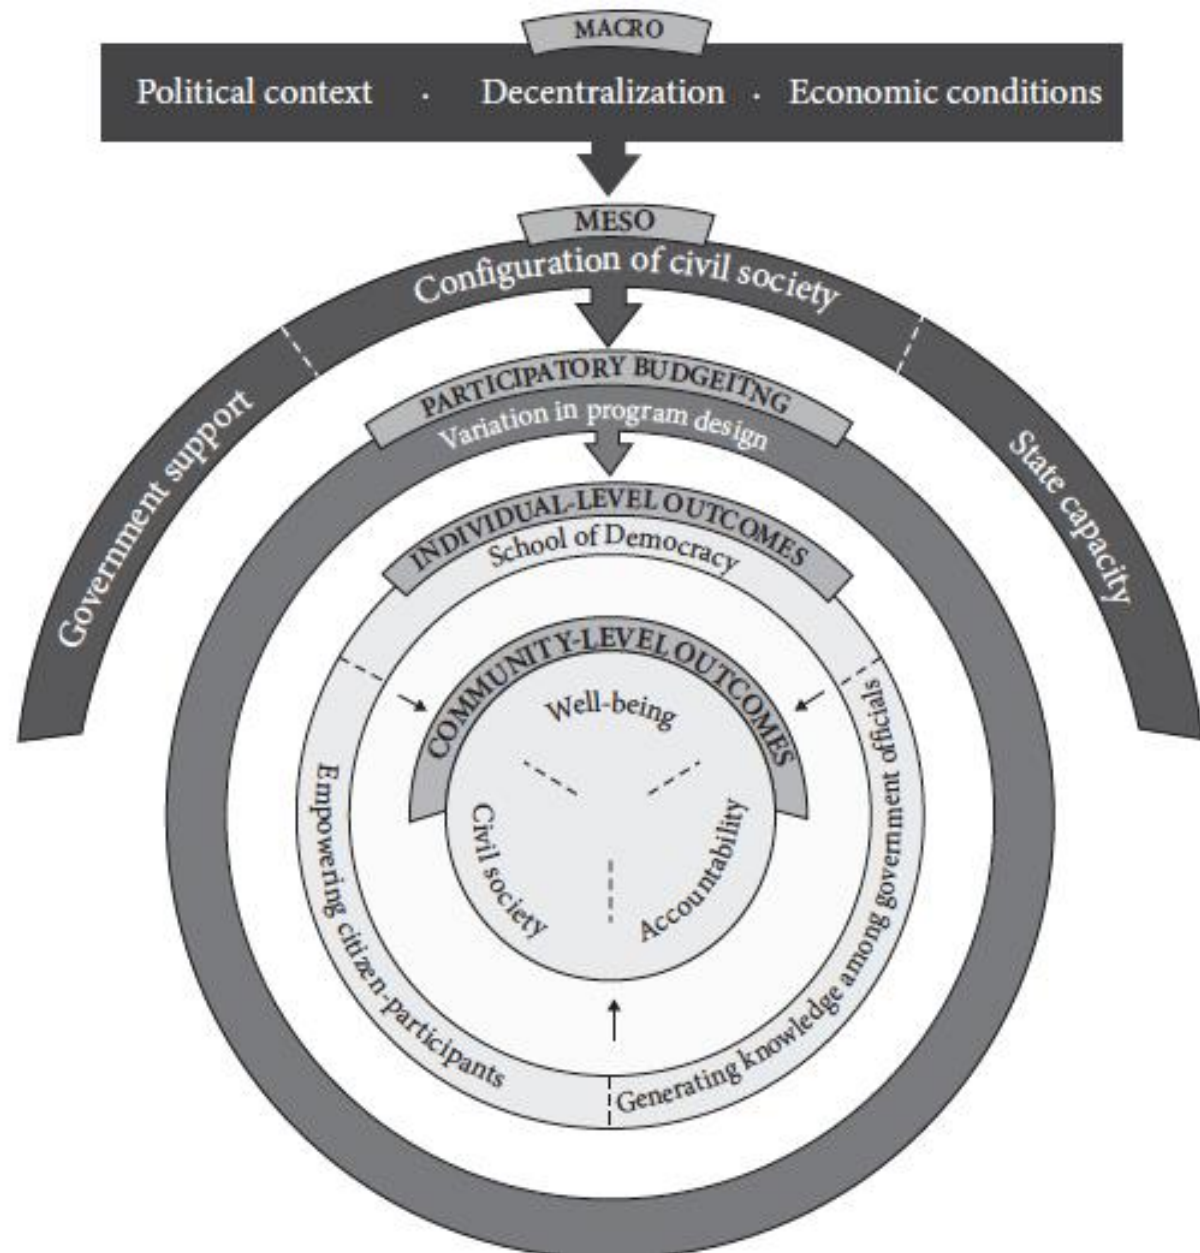 MACRO
Political context · Decentralization · Economic conditions
MESO
Configuration of civil society
Government support
State capacity
PARTICIPATORY BUDGEITNG
Variation in program design
INDIVIDUAL-LEVEL OUTCOMES
School of Democracy
Empowering citizen-participants
Generating knowledge among government officials
COMMUNITY-LEVEL OUTCOMES
Well-being
Civil society
Accountability